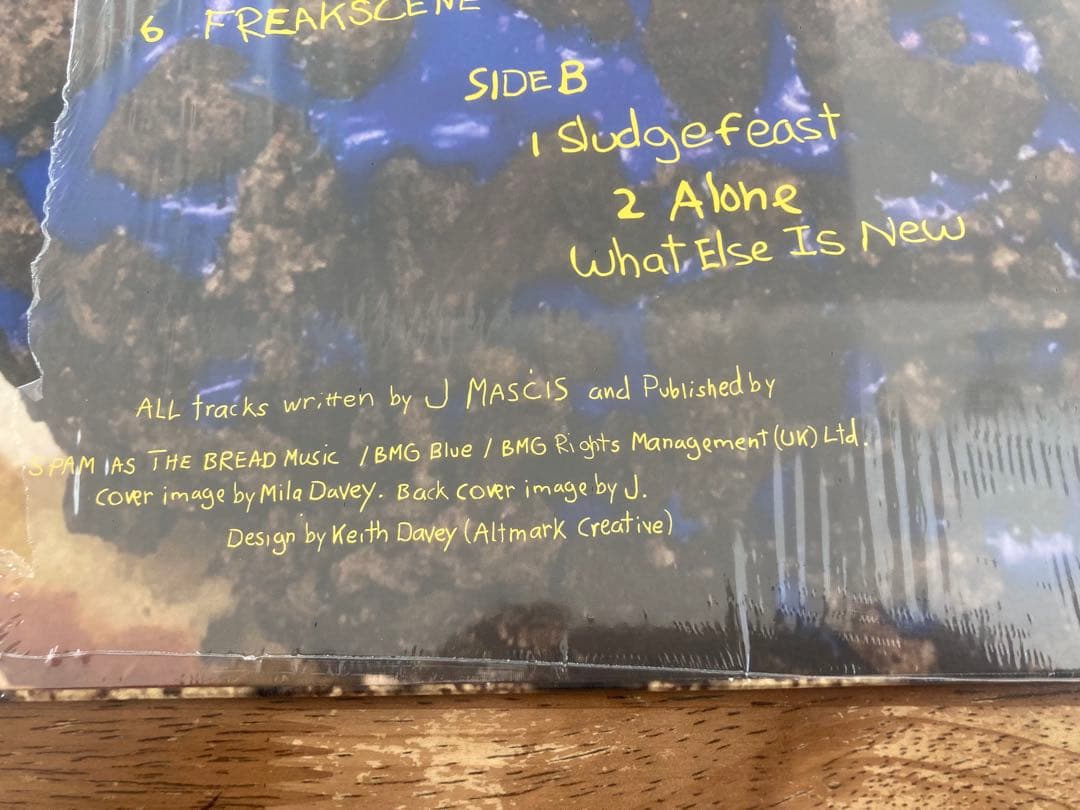 6 FREAKSCENE
SIDE B
1 Sludgefeast
2 Alone
What Else Is New
ALL tracks written by J MASCIS and Published by
SPAM AS THE BREAD Music / BMG Blue / BMG Rights Management (UK) Ltd.
Cover image by Mila Davey. Back cover image by J.
Design by Keith Davey (Altmark Creative)